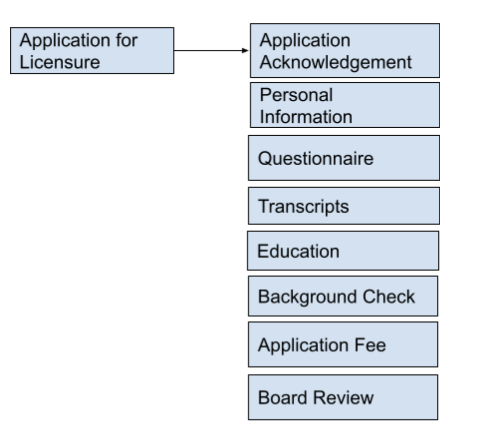 Application for
Licensure
Application
Acknowledgement
Personal
Information
Questionnaire
Transcripts
Education
Background Check
Application Fee
Board Review